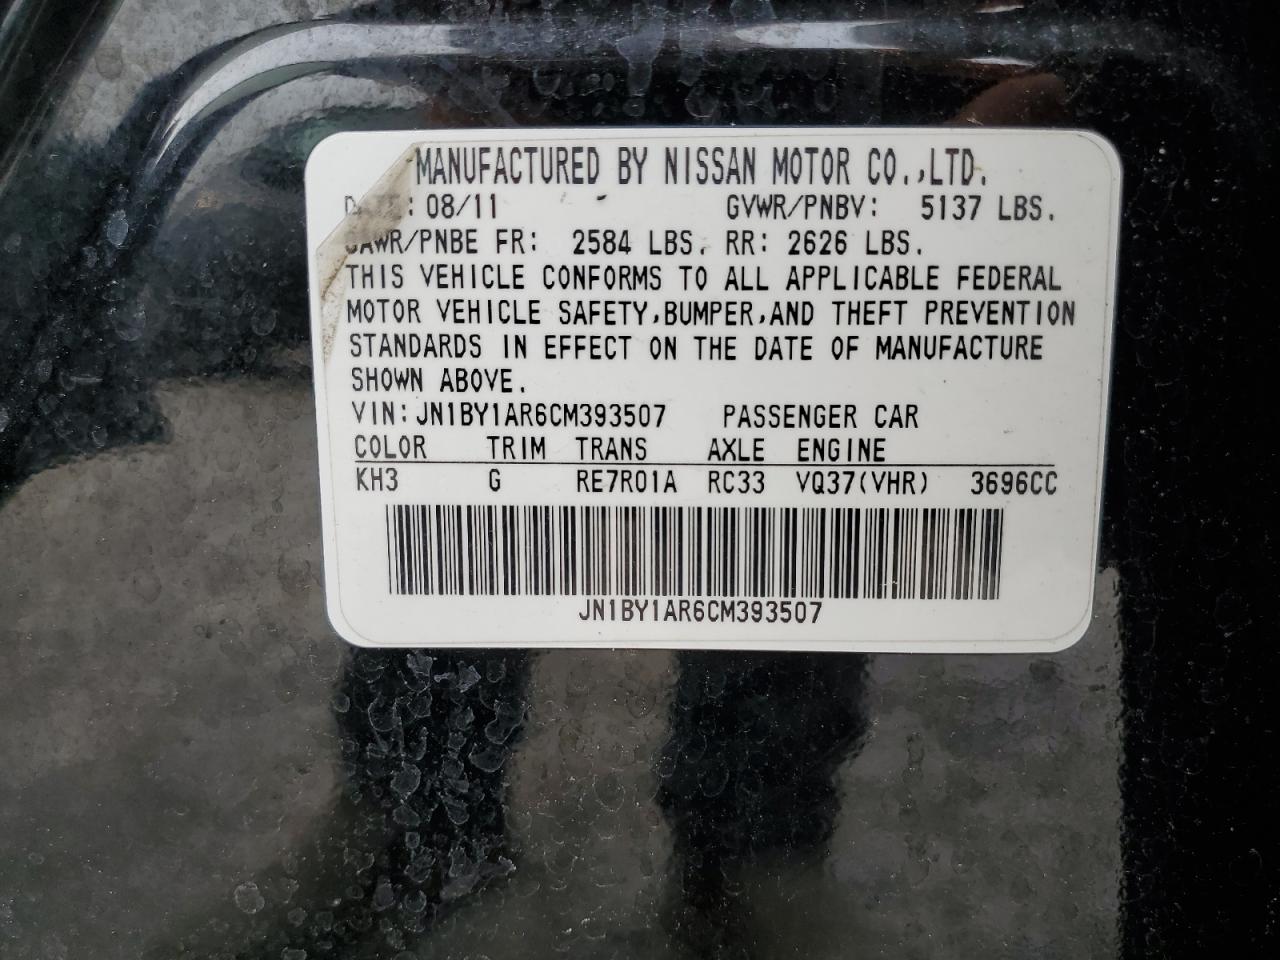 MANUFACTURED BY NISSAN MOTOR CO.,LTD.
DATE: 08/11 GVWR/PNBV: 5137 LBS.
GAWR/PNBE FR: 2584 LBS. RR: 2626 LBS.
THIS VEHICLE CONFORMS TO ALL APPLICABLE FEDERAL
MOTOR VEHICLE SAFETY,BUMPER,AND THEFT PREVENTION
STANDARDS IN EFFECT ON THE DATE OF MANUFACTURE
SHOWN ABOVE.
VIN:JN1BY1AR6CM393507 PASSENGER CAR
COLOR TRIM TRANS AXLE ENGINE
KH3 G RE7R01A RC33 VQ37(VHR) 3696CC
JN1BY1AR6CM393507